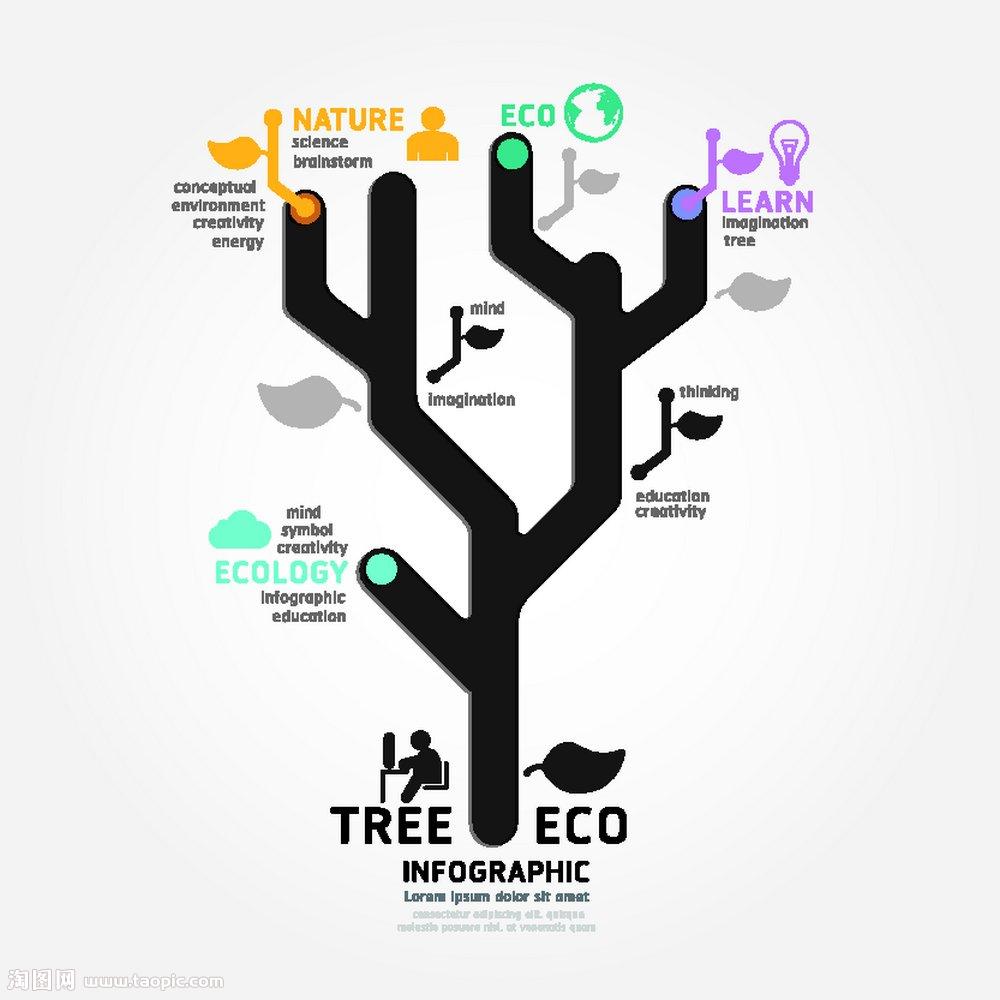 NATURE
science
brainstorm
conceptual
environment
creativity
energy
ECO
LEARN
imagination
tree
mind
imagination
thinking
education
creativity
mind
symbol
creativity
ECOLOGY
infographic
education
TREE ECO
INFOGRAPHIC
Lorem ipsum dolor sit amet
consectetur adipiscing elit. quisque
molestie posuere nisl, at venenatis quam
淘图网 www.taopic.com